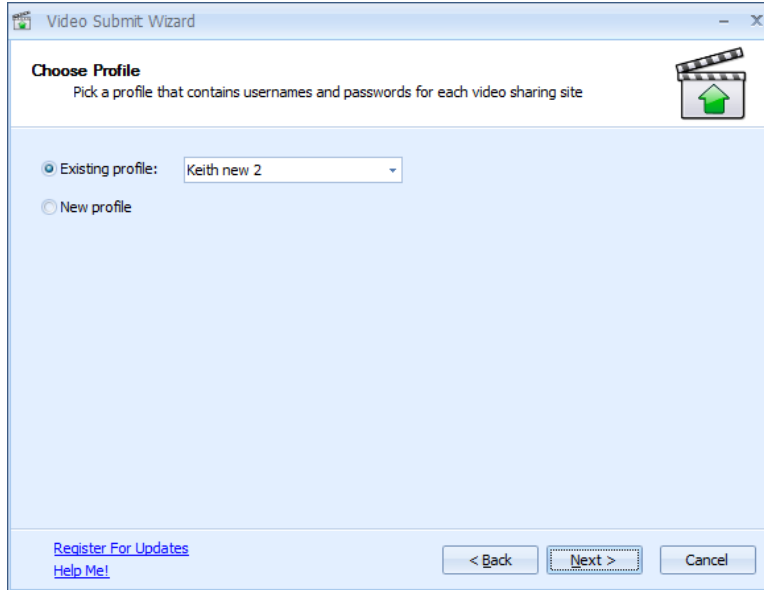 Video Submit Wizard
Choose Profile
Pick a profile that contains usernames and passwords for each video sharing site
Existing profile: Keith new 2
New profile
Register For Updates
Help Me!
< Back Next > Cancel